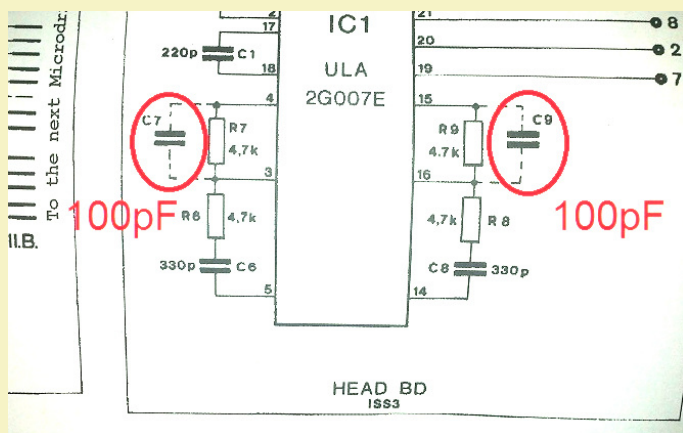 To the next Microdr
II.B.
2
17
IC1
21
8
220p
C1
20
2
18
ULA
19
7
4
2G007E
15
C7
R7
4,7k
R9
4.7k
C9
3
16
100pF
R6
4,7k
4,7k
R8
100pF
330p
C6
C8
330p
5
14
HEAD BD
ISS3